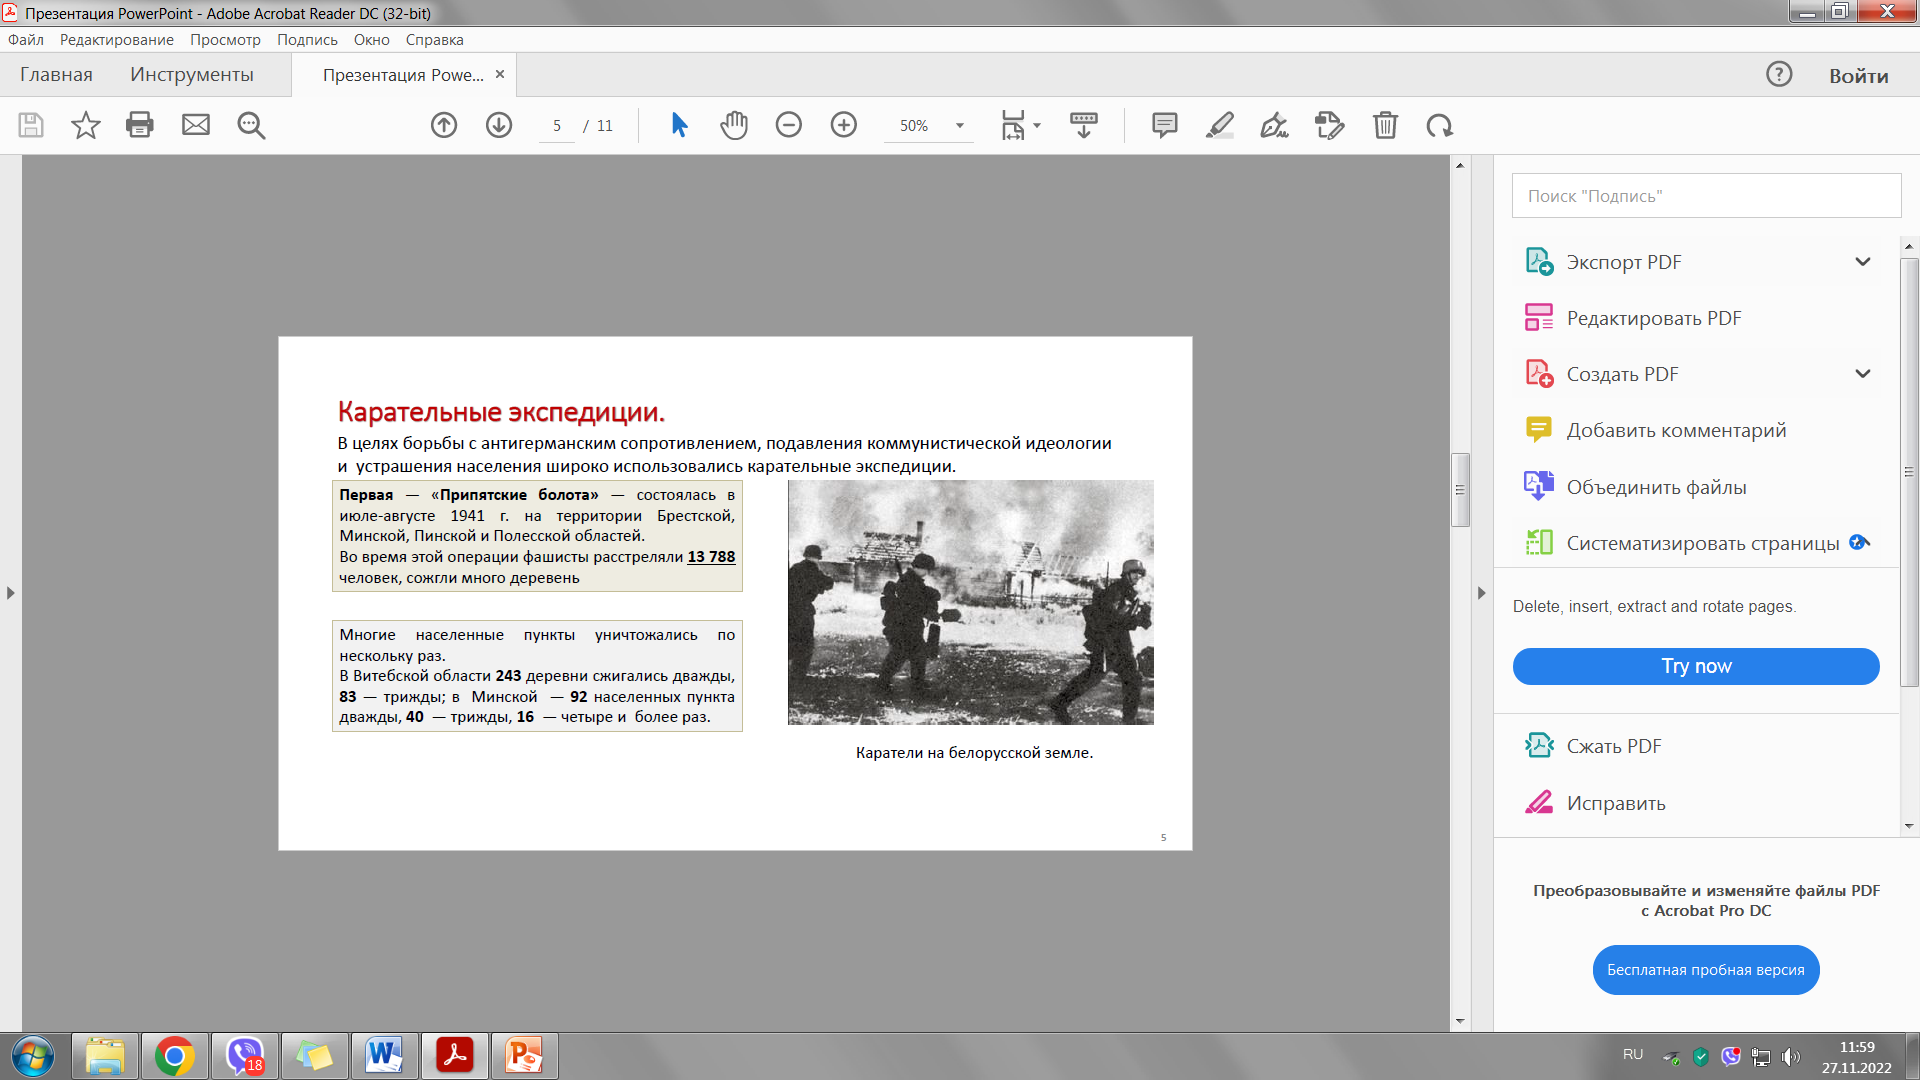 Презентация PowerPoint - Adobe Acrobat Reader DC (32-bit)
Файл Редактирование Просмотр Подпись Окно Справка
Главная Инструменты Презентация Powe... × Войти
5 / 11 50%
Поиск "Подпись"
Экспорт PDF
Редактировать PDF
Создать PDF
Добавить комментарий
Объединить файлы
Систематизировать страницы
Delete, insert, extract and rotate pages.
Try now
Сжать PDF
Исправить
Преобразовывайте и изменяйте файлы PDF
с Acrobat Pro DC
Бесплатная пробная версия
Карательные экспедиции.
В целях борьбы с антигерманским сопротивлением, подавления коммунистической идеологии
и устрашения населения широко использовались карательные экспедиции.
Первая — «Припятские болота» — состоялась в
июле-августе 1941 г. на территории Брестской,
Минской, Пинской и Полесской областей.
Во время этой операции фашисты расстреляли 13 788
человек, сожгли много деревень
Многие населенные пункты уничтожались по
нескольку раз.
В Витебской области 243 деревни сжигались дважды,
83 — трижды; в Минской — 92 населенных пункта
дважды, 40 — трижды, 16 — четыре и более раз.
Каратели на белорусской земле.
5
18
RU
11:59
27.11.2022